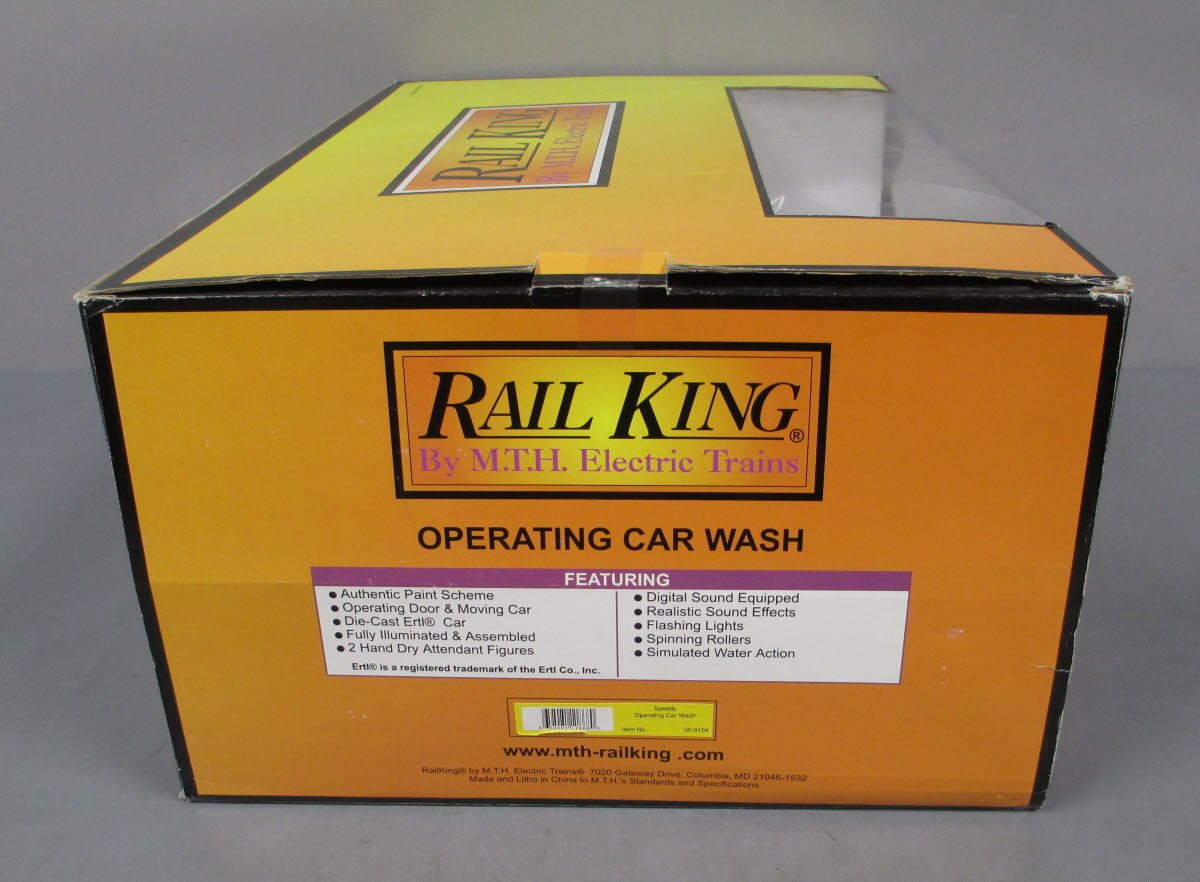 RAIL KING
By M.T.H. Electric Trains
RAIL KING®
By M.T.H. Electric Trains
OPERATING CAR WASH
FEATURING
● Authentic Paint Scheme
● Operating Door & Moving Car
● Die-Cast Ertl® Car
● Fully Illuminated & Assembled
● 2 Hand Dry Attendant Figures
Ertl® is a registered trademark of the Ertl Co., Inc.
● Digital Sound Equipped
● Realistic Sound Effects
● Flashing Lights
● Spinning Rollers
● Simulated Water Action
Speedy
Operating Car Wash
Item No. 30-9104
www.mth-railking .com
RailKing® by M.T.H. Electric Trains® 7020 Gateway Drive, Columbia, MD 21046-1532
Made and Litho in China to M.T.H.'s Standards and Specifications